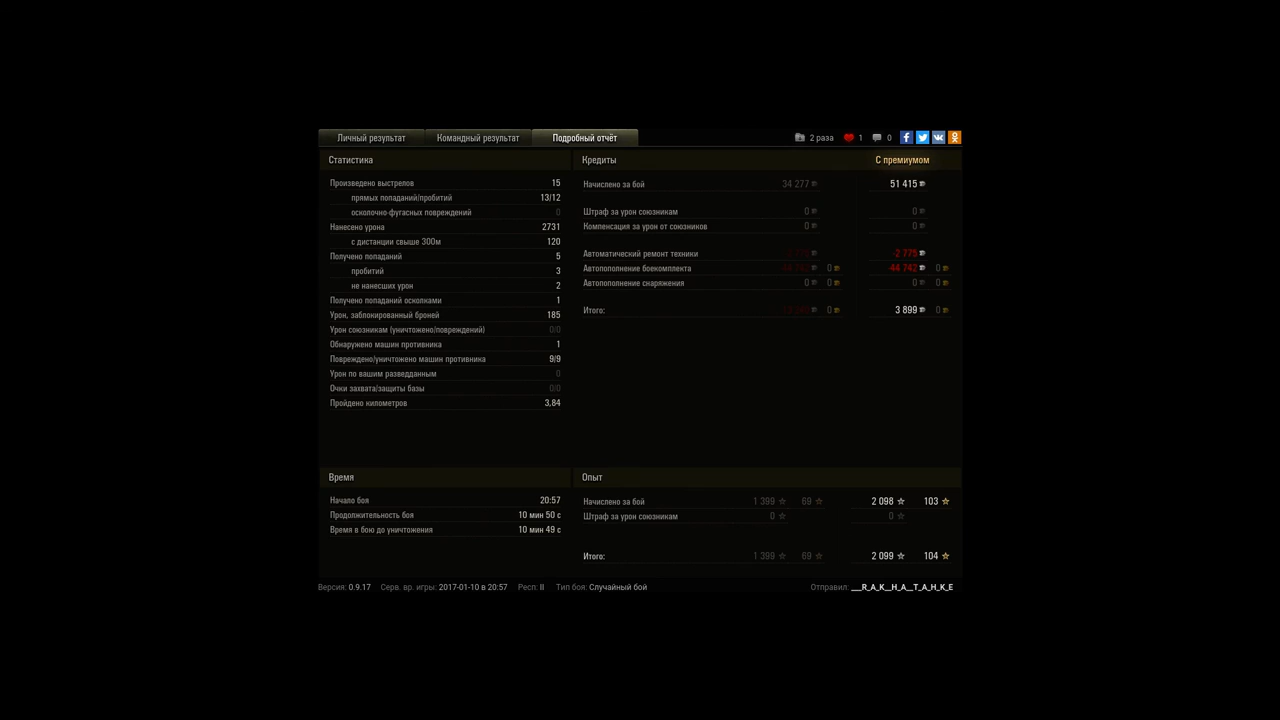 Личный результат Командный результат Подробный отчёт 2 раза 1 0
Статистика
Произведено выстрелов 15
прямых попаданий/пробитий 13/12
осколочно-фугасных повреждений 0
Нанесено урона 2731
с дистанции свыше 300м 120
Получено попаданий 5
пробитий 3
не нанесших урон 2
Получено попаданий осколками 1
Урон, заблокированный броней 185
Урон союзникам (уничтожено/повреждений) 0/0
Обнаружено машин противника 1
Повреждено/уничтожено машин противника 9/9
Урон по вашим разведданным 0
Очки захвата/защиты базы 0/0
Пройдено километров 3,84
Кредиты С премиумом
Начислено за бой 34 277 51 415
Штраф за урон союзникам 0 0
Компенсация за урон от союзников 0 0
Автоматический ремонт техники -2 775
Автопополнение боекомплекта 0 -44 742 0
Автопополнение снаряжения 0 0 0 0
Итого: 0 3 899 0
Время
Начало боя 20:57
Продолжительность боя 10 мин 50 с
Время в бою до уничтожения 10 мин 49 с
Опыт
Начислено за бой 1 399 69 2 098 103
Штраф за урон союзникам 0 0
Итого: 1 399 69 2 099 104
Версия: 0.9.17 Серв. вр. игры: 2017-01-10 в 20:57 Респ: II Тип боя: Случайный бой Отправил: __R_A_K__H_A__T_A_H_K_E